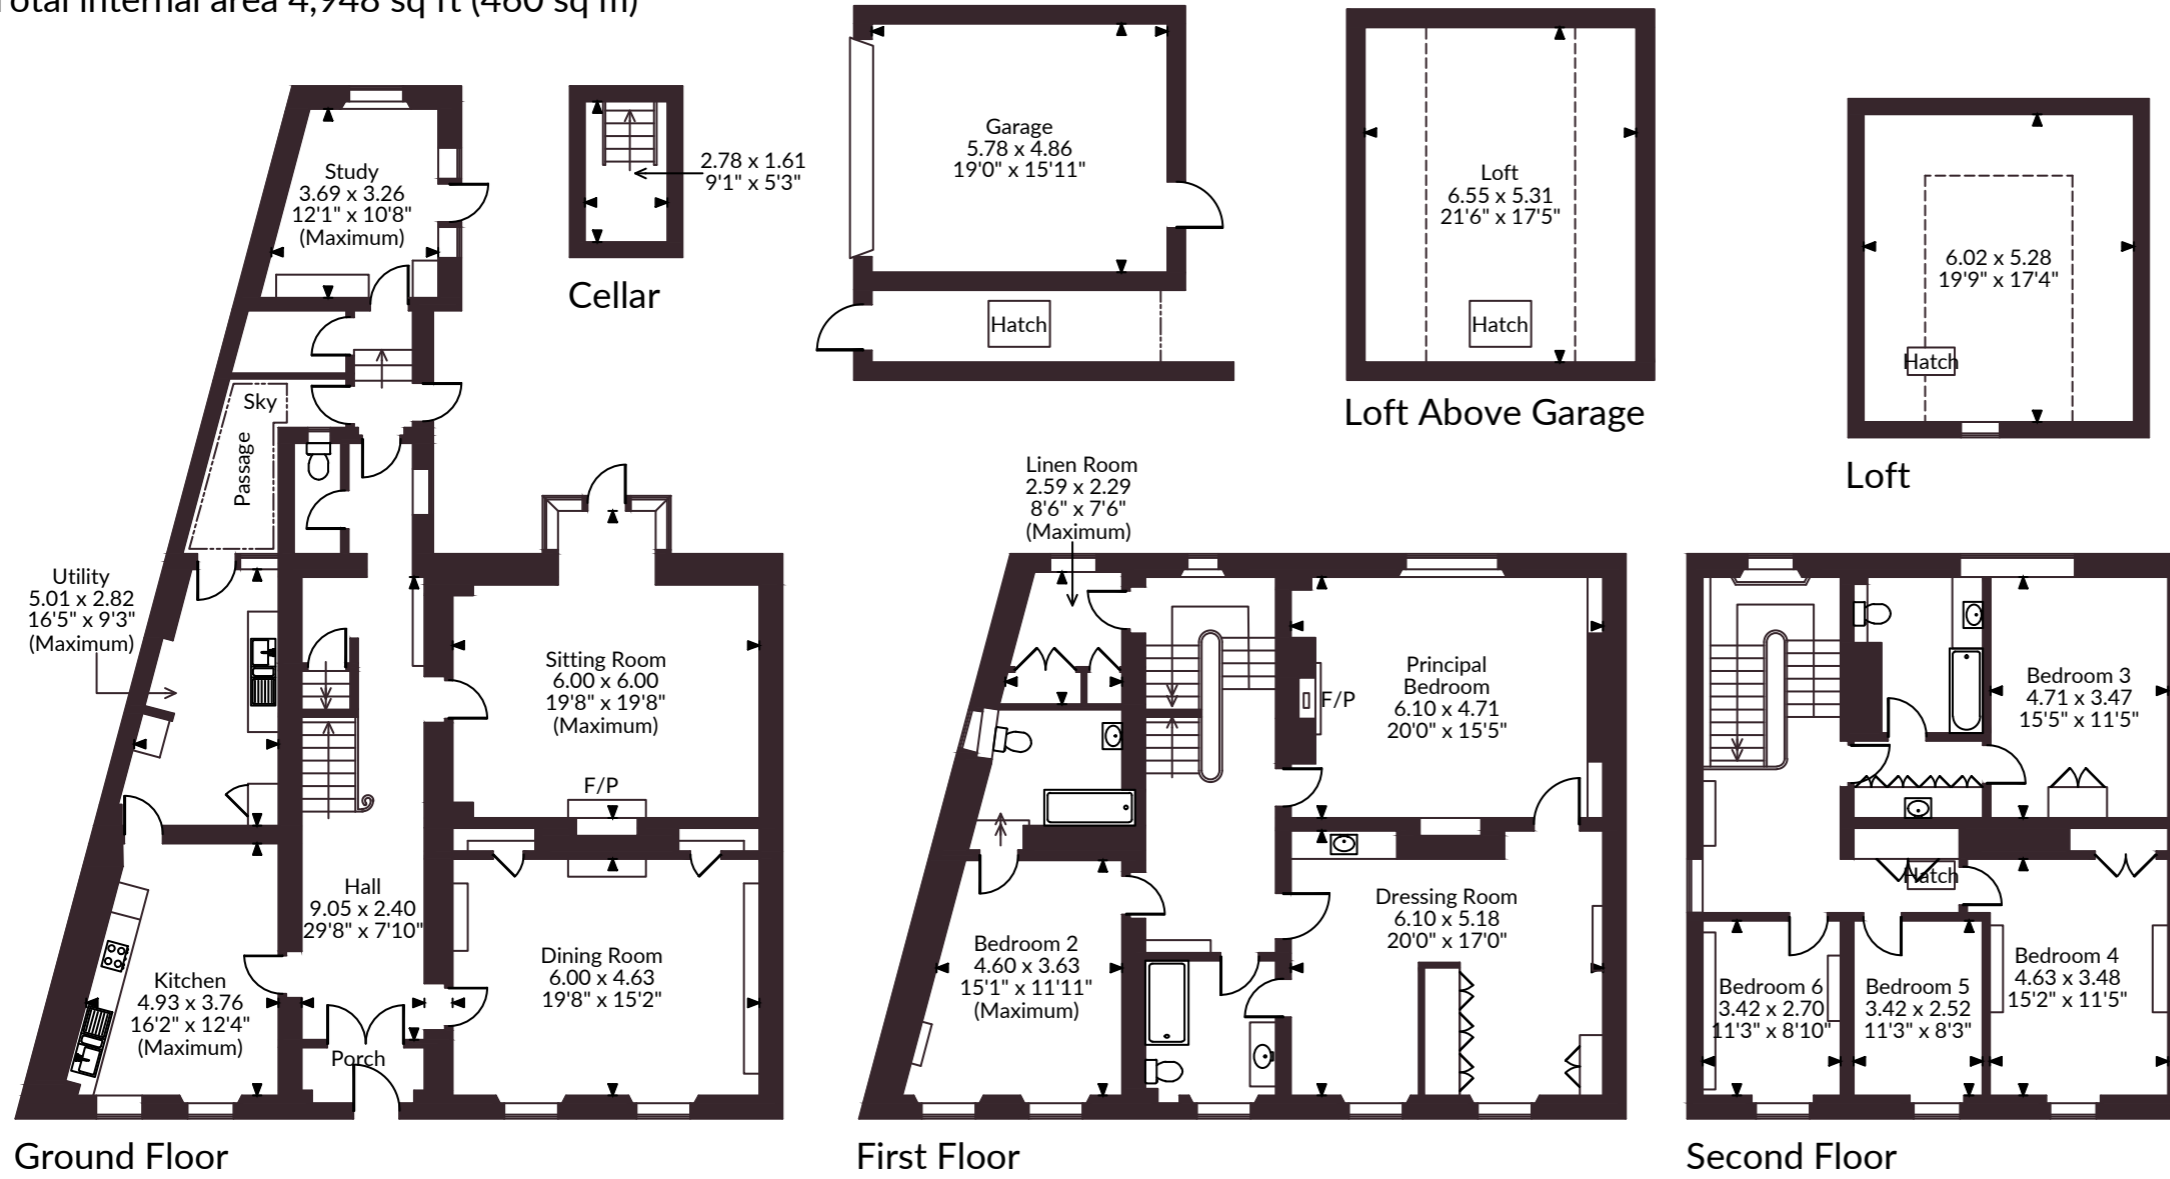 Total internal area 4,948 sq ft (460 sq m)
Study
3.69 x 3.26
12'1" x 10'8"
(Maximum)
2.78 x 1.61
9'1" x 5'3"
Cellar
Garage
5.78 x 4.86
19'0" x 15'11"
Hatch
Loft
6.55 x 5.31
21'6" x 17'5"
Hatch
Loft Above Garage
6.02 x 5.28
19'9" x 17'4"
Hatch
Loft
Sky
Passage
Utility
5.01 x 2.82
16'5" x 9'3"
(Maximum)
Sitting Room
6.00 x 6.00
19'8" x 19'8"
(Maximum)
F/P
Hall
9.05 x 2.40
29'8" x 7'10"
Kitchen
4.93 x 3.76
16'2" x 12'4"
(Maximum)
Dining Room
6.00 x 4.63
19'8" x 15'2"
Porch
Ground Floor
Linen Room
2.59 x 2.29
8'6" x 7'6"
(Maximum)
Principal
Bedroom
6.10 x 4.71
20'0" x 15'5"
F/P
Dressing Room
6.10 x 5.18
20'0" x 17'0"
Bedroom 2
4.60 x 3.63
15'1" x 11'11"
(Maximum)
First Floor
Bedroom 3
4.71 x 3.47
15'5" x 11'5"
Hatch
Bedroom 4
4.63 x 3.48
15'2" x 11'5"
Bedroom 6
3.42 x 2.70
11'3" x 8'10"
Bedroom 5
3.42 x 2.52
11'3" x 8'3"
Second Floor